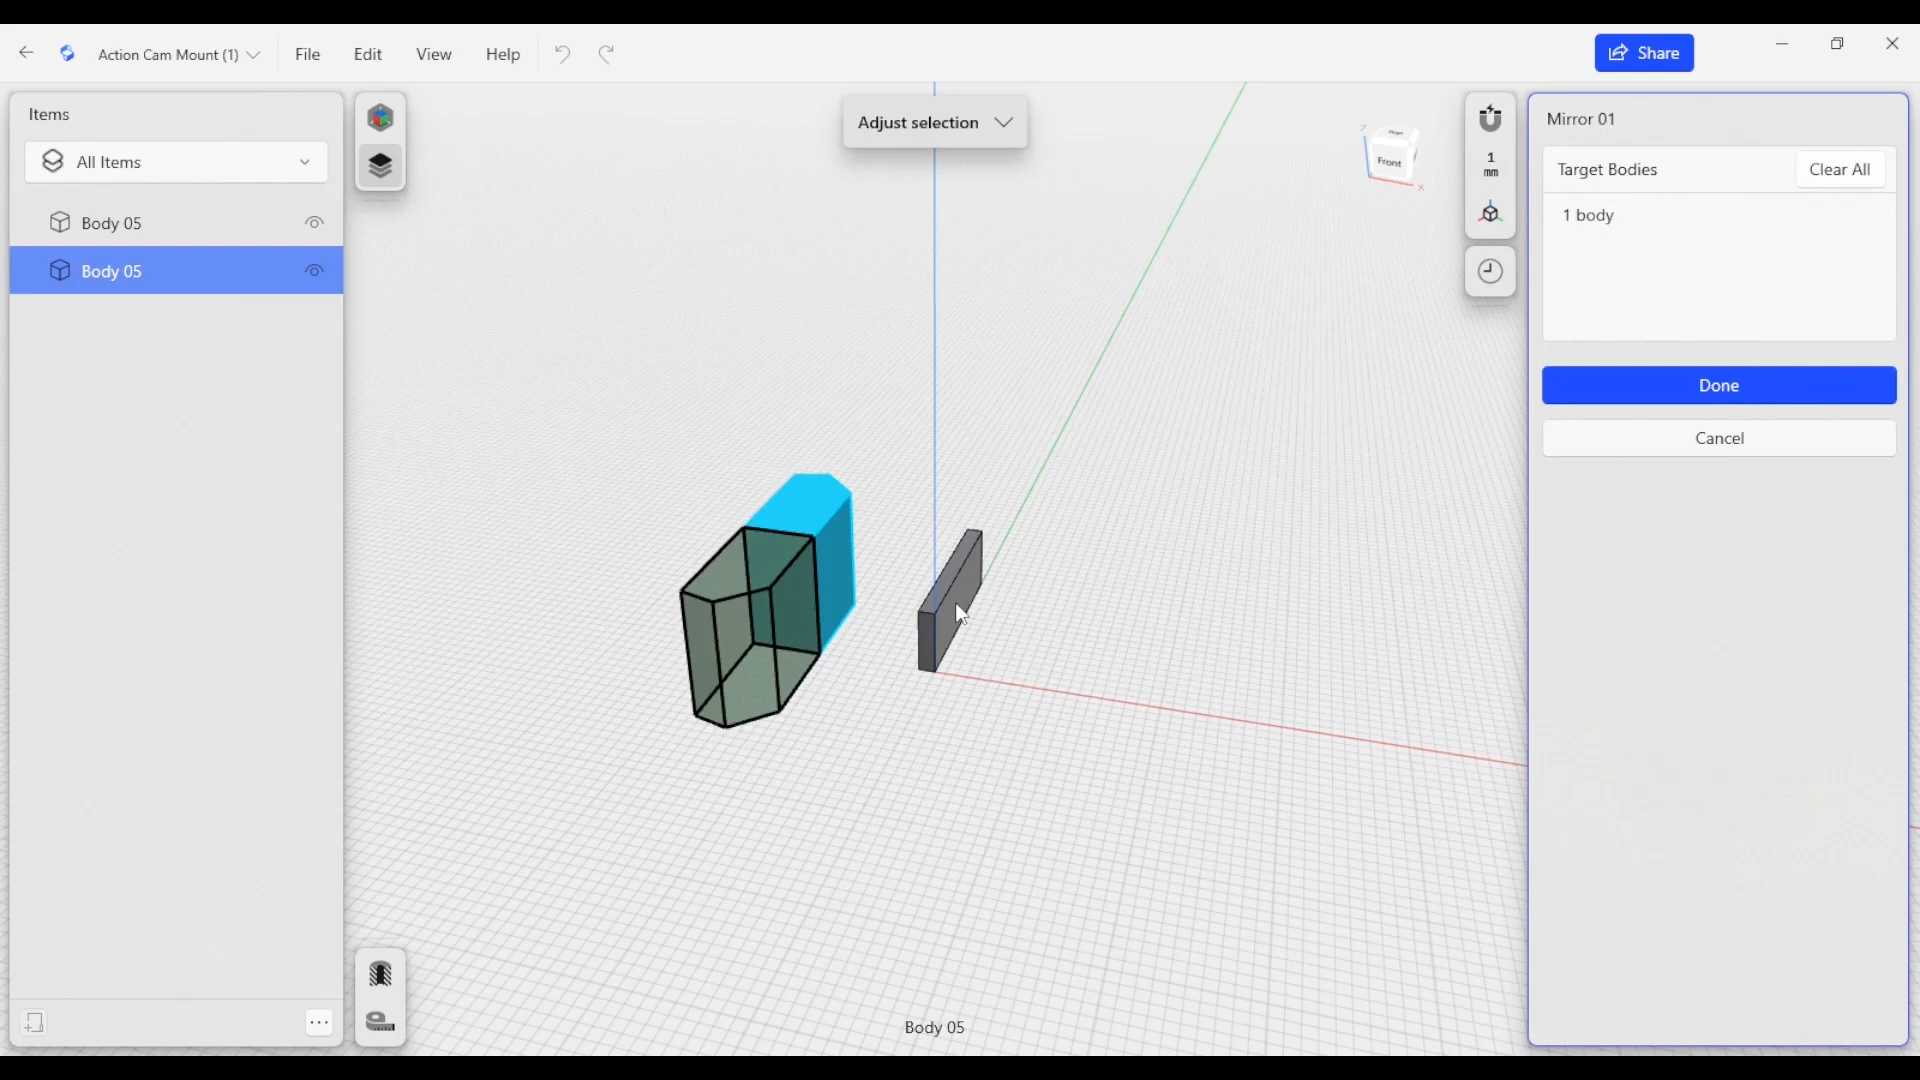 Action Cam Mount (1)
File
Edit
View
Help
Share
Items
All Items
Body 05
Body 05
Adjust selection
Front
Z
X
1
mm
Mirror 01
Target Bodies
Clear All
1 body
Done
Cancel
Body 05